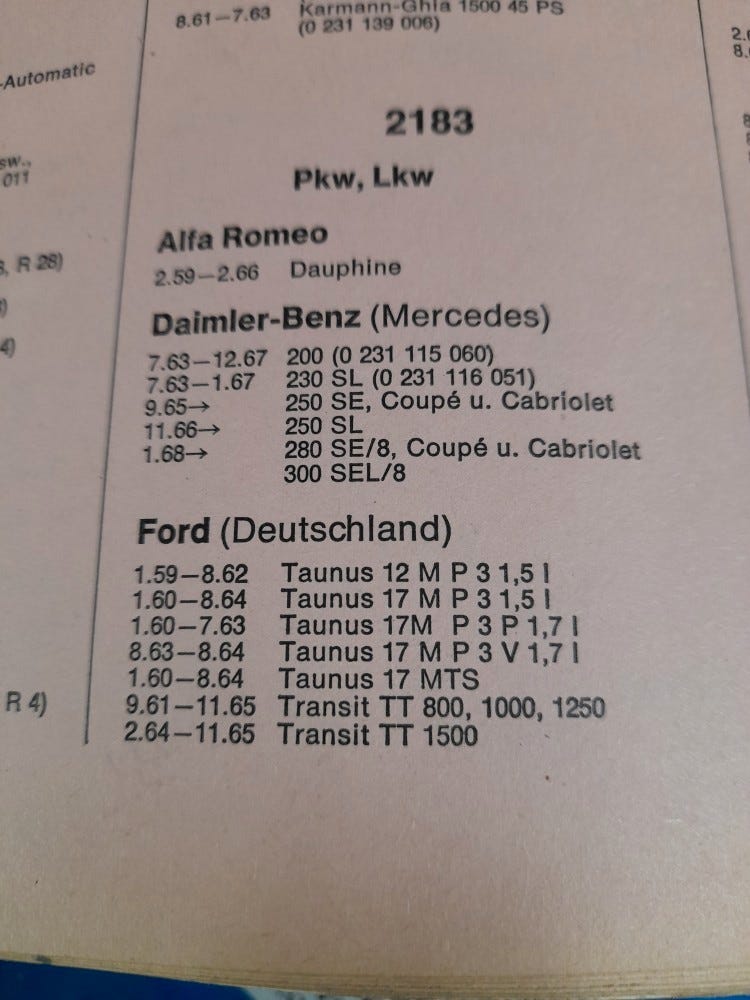 8.61—7.63 Karmann-Ghia 1500 45 PS
(0 231 139 006)
-Automatic
sw.,
011
, R 28)
4)
R 4)
2183
Pkw, Lkw
Alfa Romeo
2.59—2.66 Dauphine
Daimler-Benz (Mercedes)
7.63—12.67 200 (0 231 115 060)
7.63—1.67 230 SL (0 231 116 051)
9.65→ 250 SE, Coupé u. Cabriolet
11.66→ 250 SL
1.68→ 280 SE/8, Coupé u. Cabriolet
300 SEL/8
Ford (Deutschland)
1.59—8.62 Taunus 12 M P 3 1,5 l
1.60—8.64 Taunus 17 M P 3 1,5 l
1.60—7.63 Taunus 17M P 3 P 1,7 l
8.63—8.64 Taunus 17 M P 3 V 1,7 l
1.60—8.64 Taunus 17 MTS
9.61—11.65 Transit TT 800, 1000, 1250
2.64—11.65 Transit TT 1500